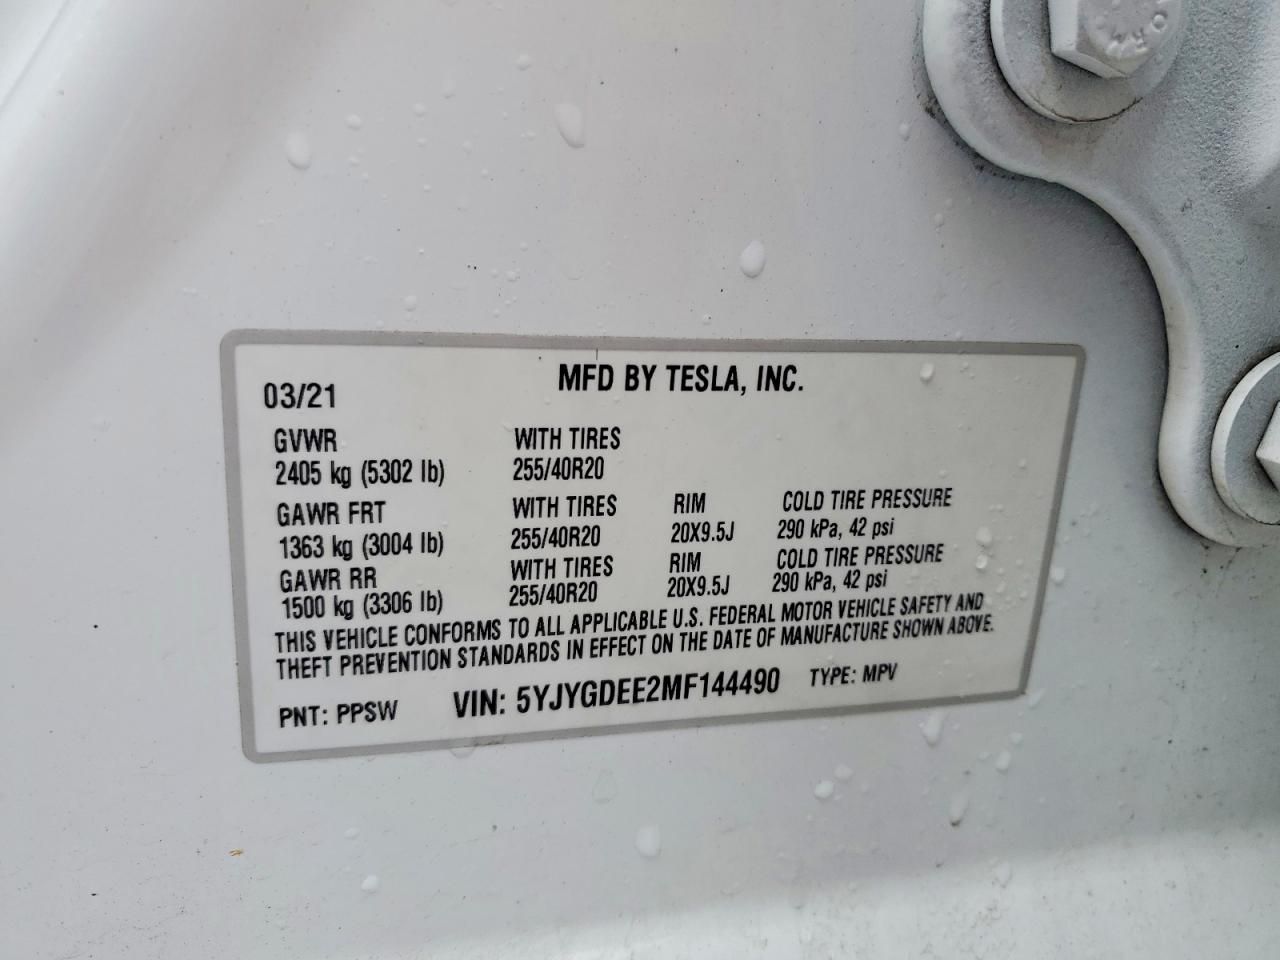 MFD BY TESLA, INC.
03/21
GVWR WITH TIRES
2405 kg (5302 lb) 255/40R20
GAWR FRT WITH TIRES RIM COLD TIRE PRESSURE
1363 kg (3004 lb) 255/40R20 20X9.5J 290 kPa, 42 psi
GAWR RR WITH TIRES RIM COLD TIRE PRESSURE
1500 kg (3306 lb) 255/40R20 20X9.5J 290 kPa, 42 psi
THIS VEHICLE CONFORMS TO ALL APPLICABLE U.S. FEDERAL MOTOR VEHICLE SAFETY AND
THEFT PREVENTION STANDARDS IN EFFECT ON THE DATE OF MANUFACTURE SHOWN ABOVE.
PNT: PPSW VIN: 5YJYGDEE2MF144490 TYPE: MPV